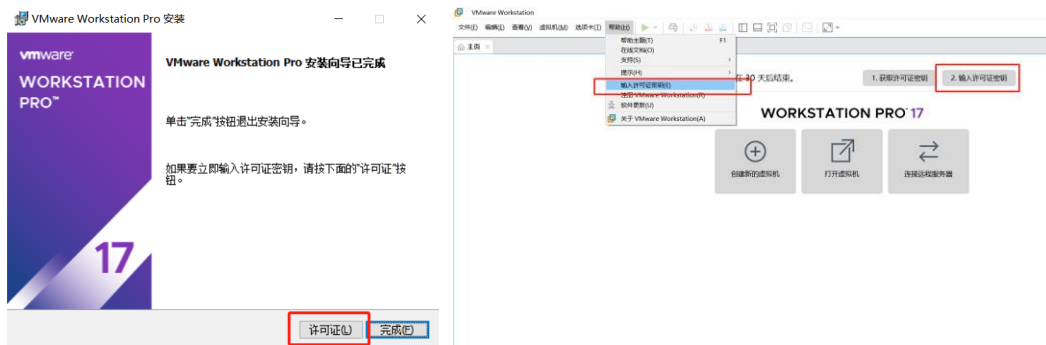 VMware Workstation Pro 安装
vmware
WORKSTATION
PRO™
17
VMware Workstation Pro 安装向导已完成
单击"完成"按钮退出安装向导。
如果要立即输入许可证密钥，请按下面的"许可证"按
钮。
许可证(L) 完成(F)
VMware Workstation
文件(F) 编辑(E) 查看(V) 虚拟机(M) 选项卡(T) 帮助(H)
主页
帮助主题(T) F1
在线文档(O)
支持(S)
提示(H)
输入许可证密钥(E)
注册 VMware Workstation(R)
软件更新(U)
关于 VMware Workstation(A)
在 30 天后结束。 1. 获取许可证密钥 2. 输入许可证密钥
WORKSTATION PRO™ 17
创建新的虚拟机 打开虚拟机 连接远程服务器